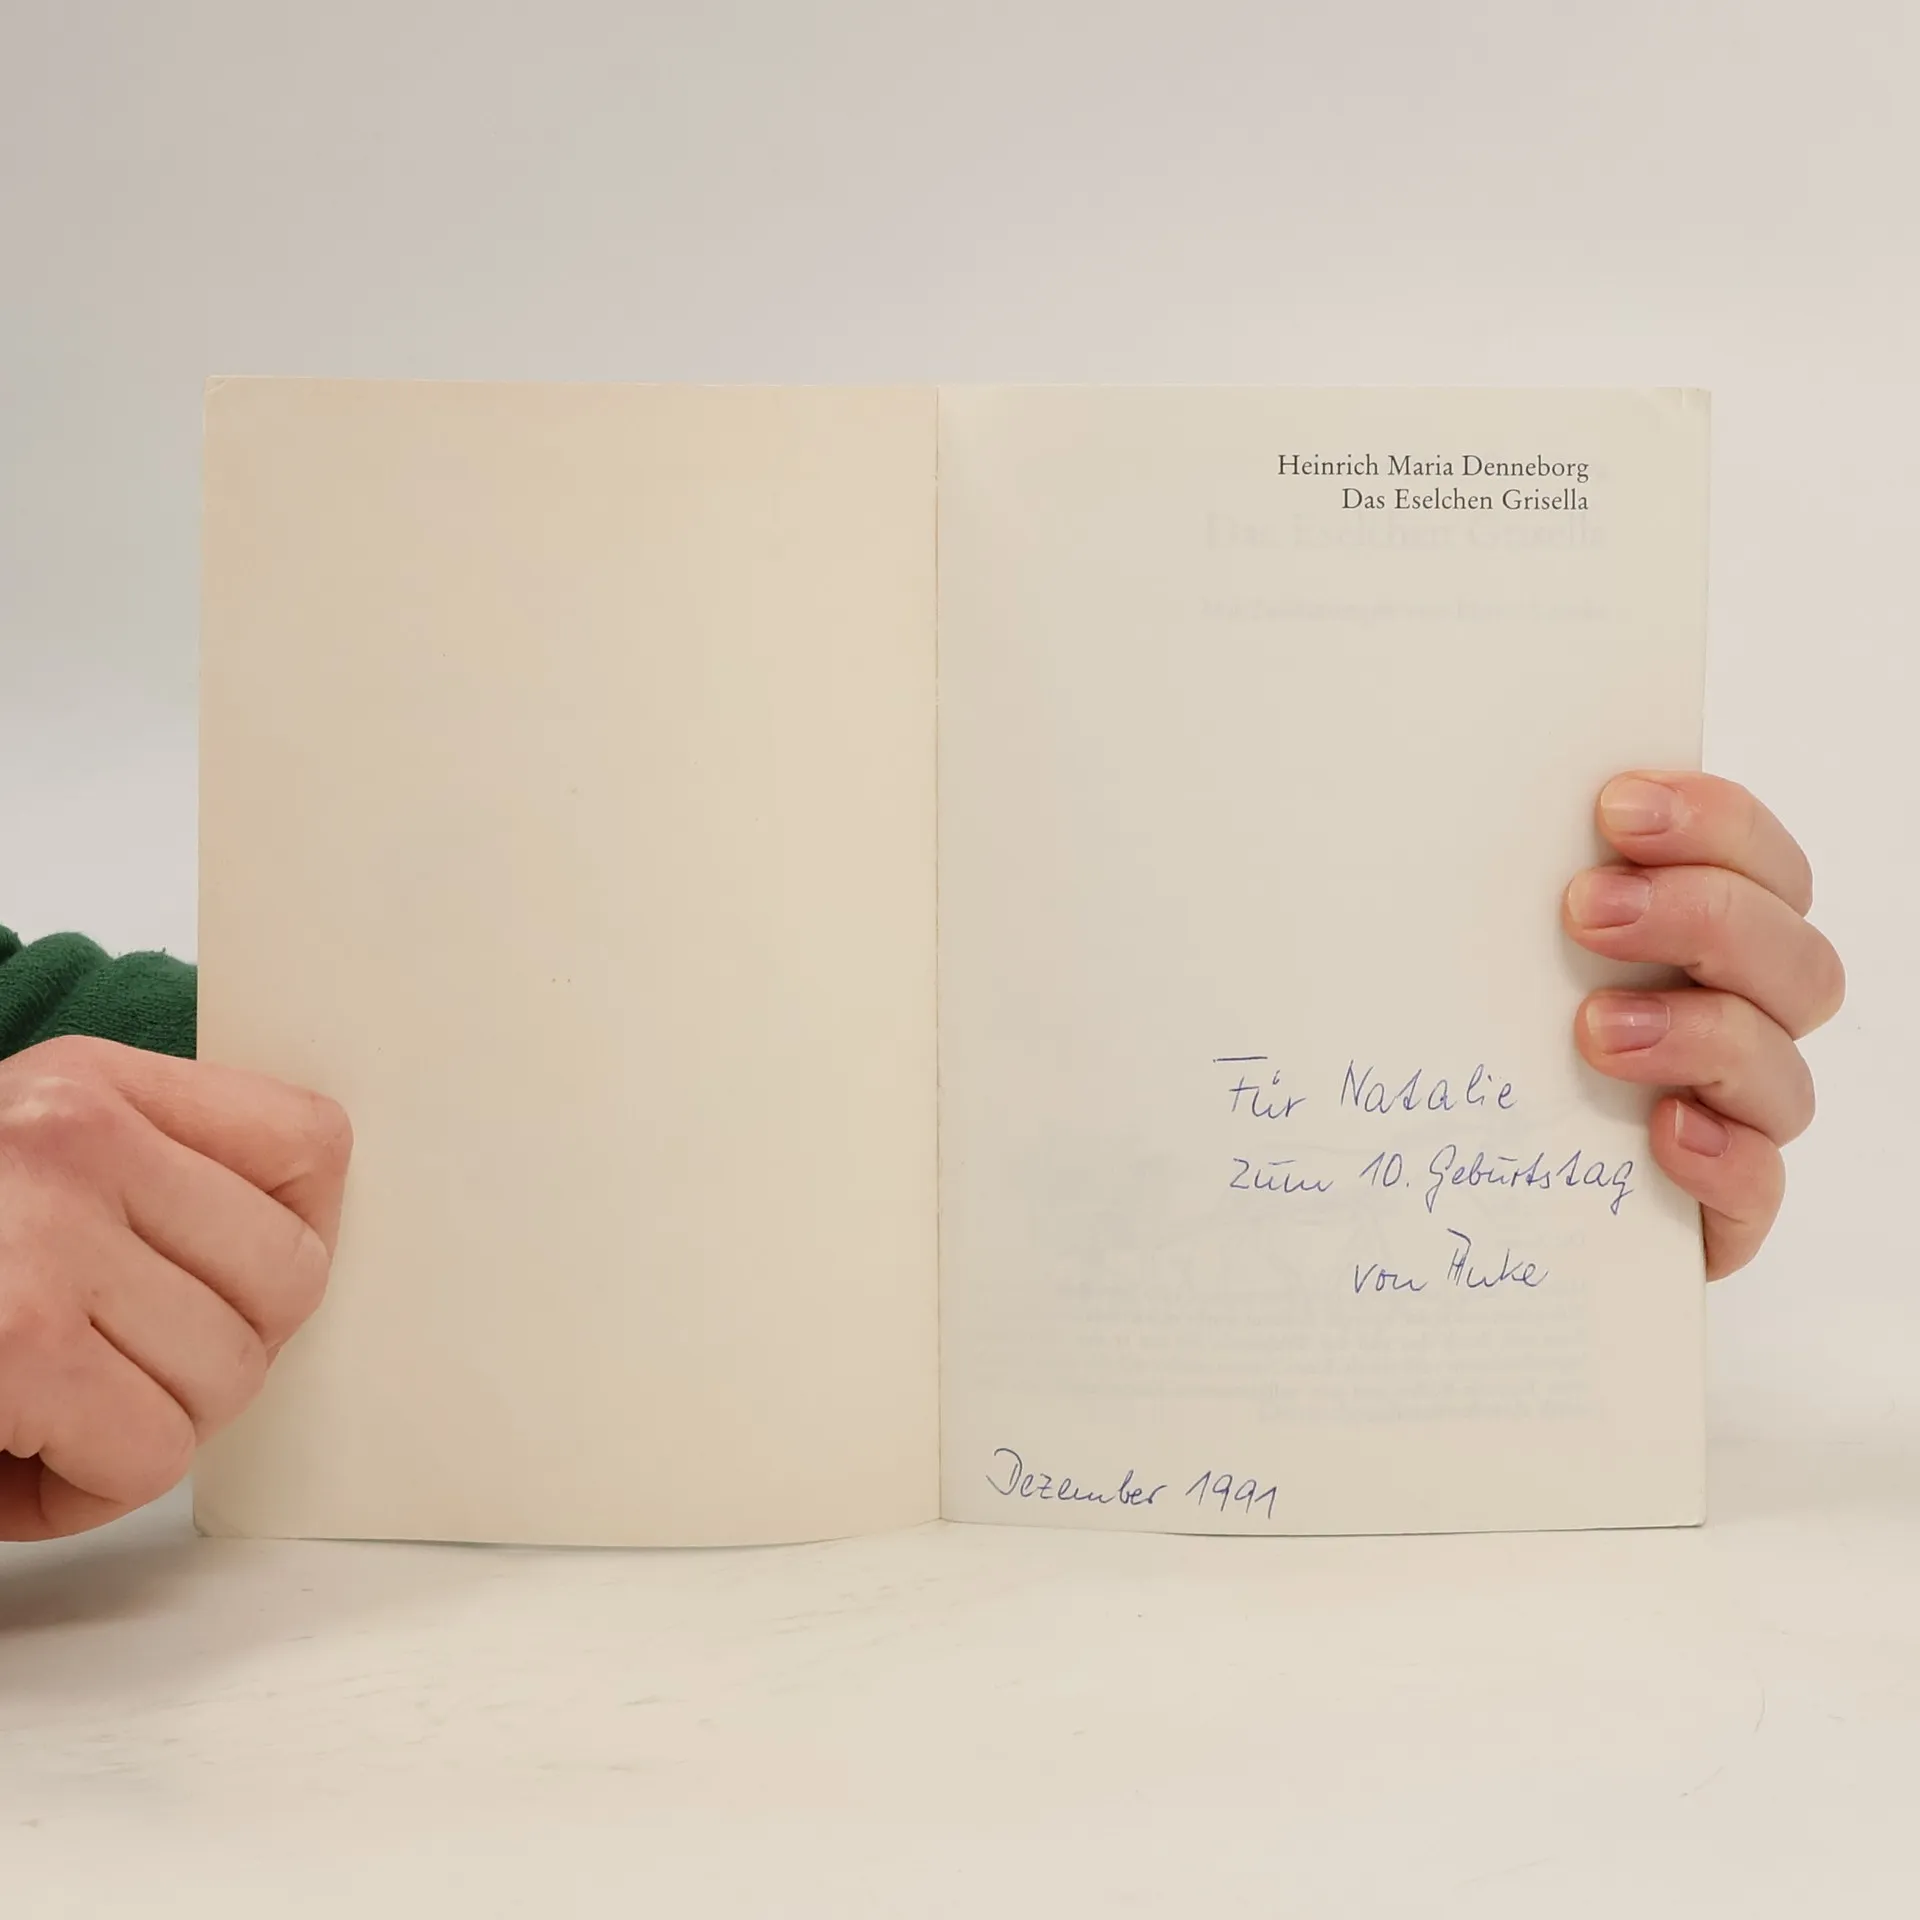 Heinrich Maria Denneborg
Das Eselchen Grisella
Für Natalie
zum 10. Geburtstag
von Anke
Dezember 1991